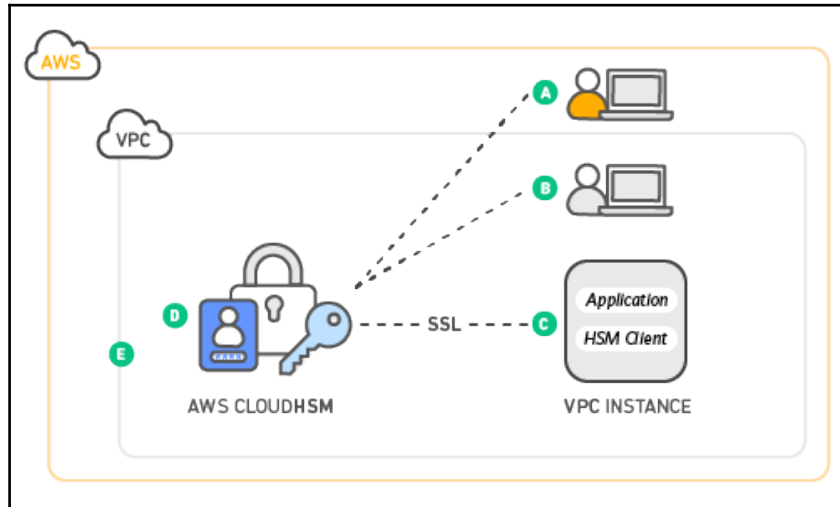 AWS
A
VPC
B
D
Application
SSL
C
HSM Client
E
AWS CLOUDHSM
VPC INSTANCE